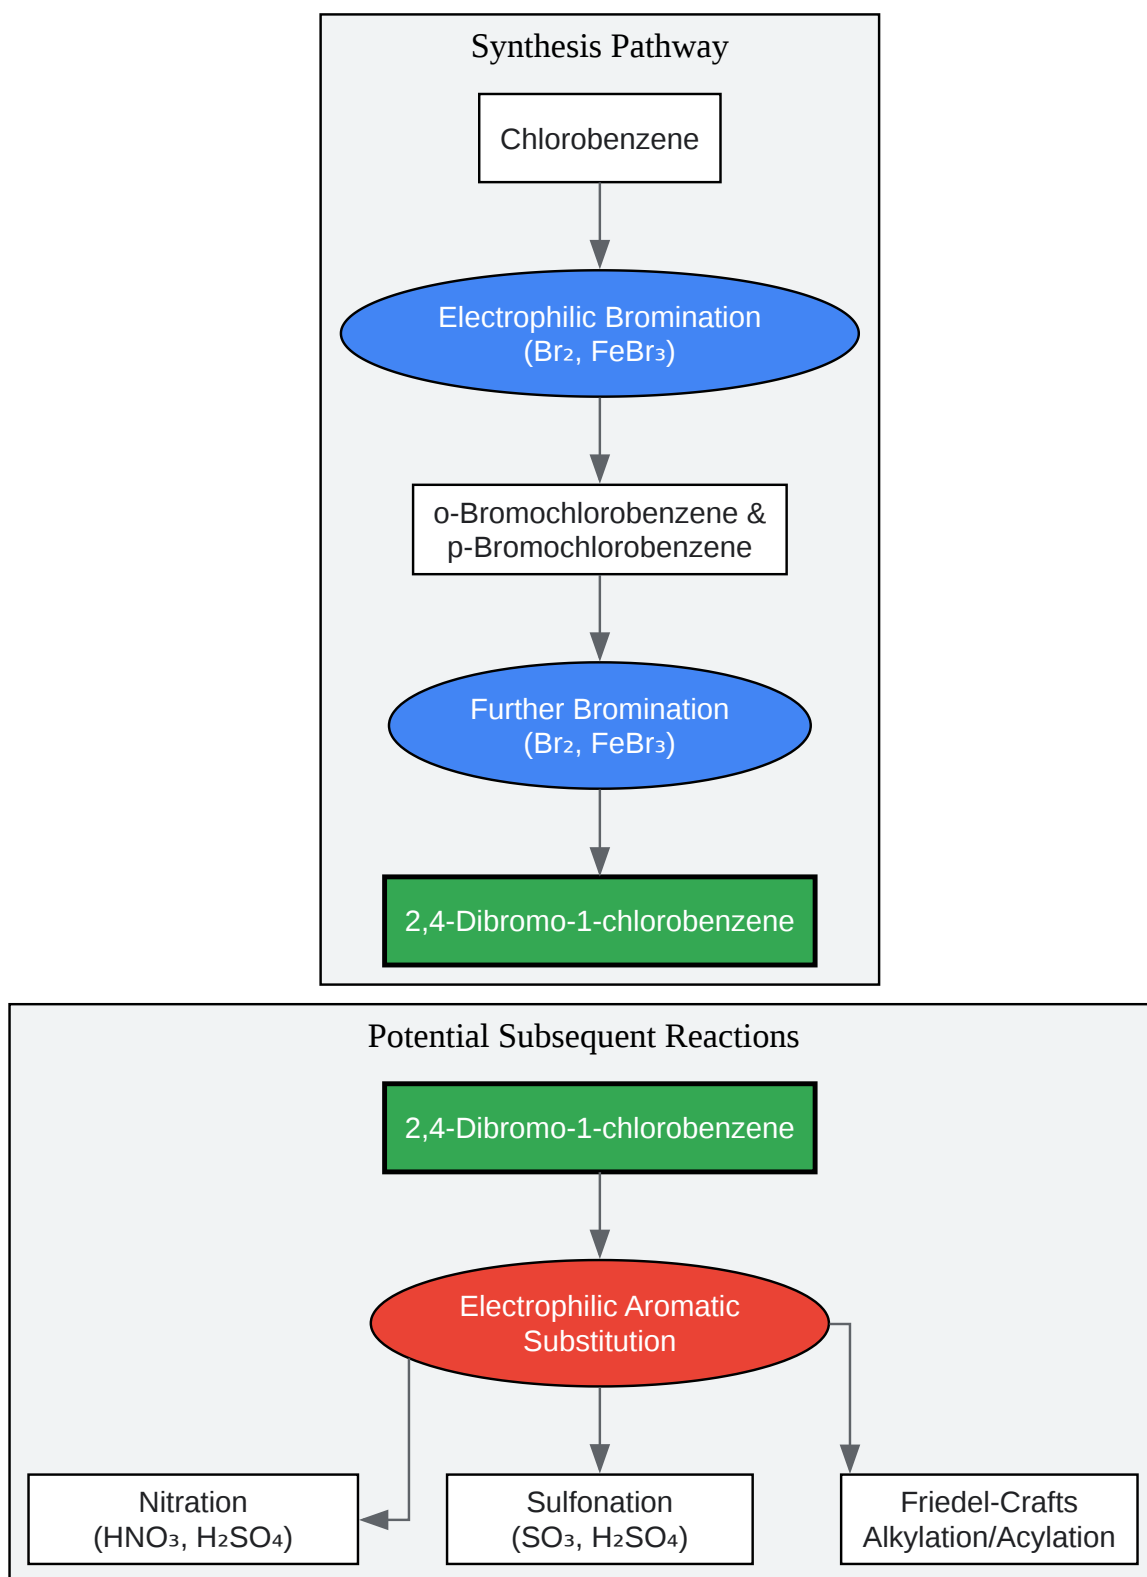 Synthesis Pathway
Chlorobenzene
Electrophilic Bromination
(Br₂, FeBr₃)
o-Bromochlorobenzene &
p-Bromochlorobenzene
Further Bromination
(Br₂, FeBr₃)
2,4-Dibromo-1-chlorobenzene
Potential Subsequent Reactions
2,4-Dibromo-1-chlorobenzene
Electrophilic Aromatic
Substitution
Nitration
(HNO₃, H₂SO₄)
Sulfonation
(SO₃, H₂SO₄)
Friedel-Crafts
Alkylation/Acylation